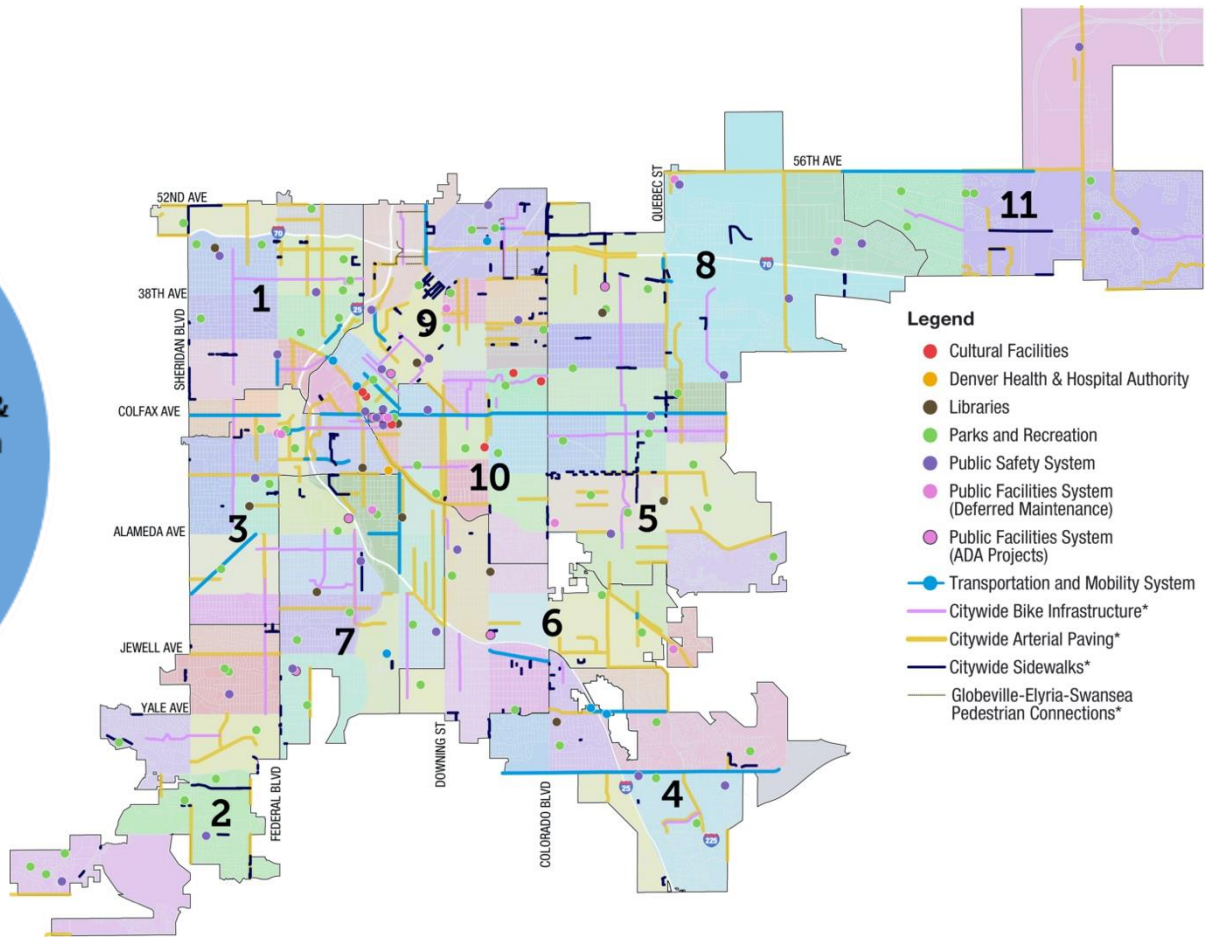 &
52ND AVE
38TH AVE
SHERIDAN BLVD
COLFAX AVE
ALAMEDA AVE
JEWELL AVE
YALE AVE
FEDERAL BLVD
DOWNING ST
COLORADO BLVD
QUEBEC ST
56TH AVE
70
25
70
25
225
1
2
3
4
5
6
7
8
9
10
11
Legend
Cultural Facilities
Denver Health & Hospital Authority
Libraries
Parks and Recreation
Public Safety System
Public Facilities System
(Deferred Maintenance)
Public Facilities System
(ADA Projects)
Transportation and Mobility System
Citywide Bike Infrastructure*
Citywide Arterial Paving*
Citywide Sidewalks*
Globeville-Elyria-Swansea
Pedestrian Connections*